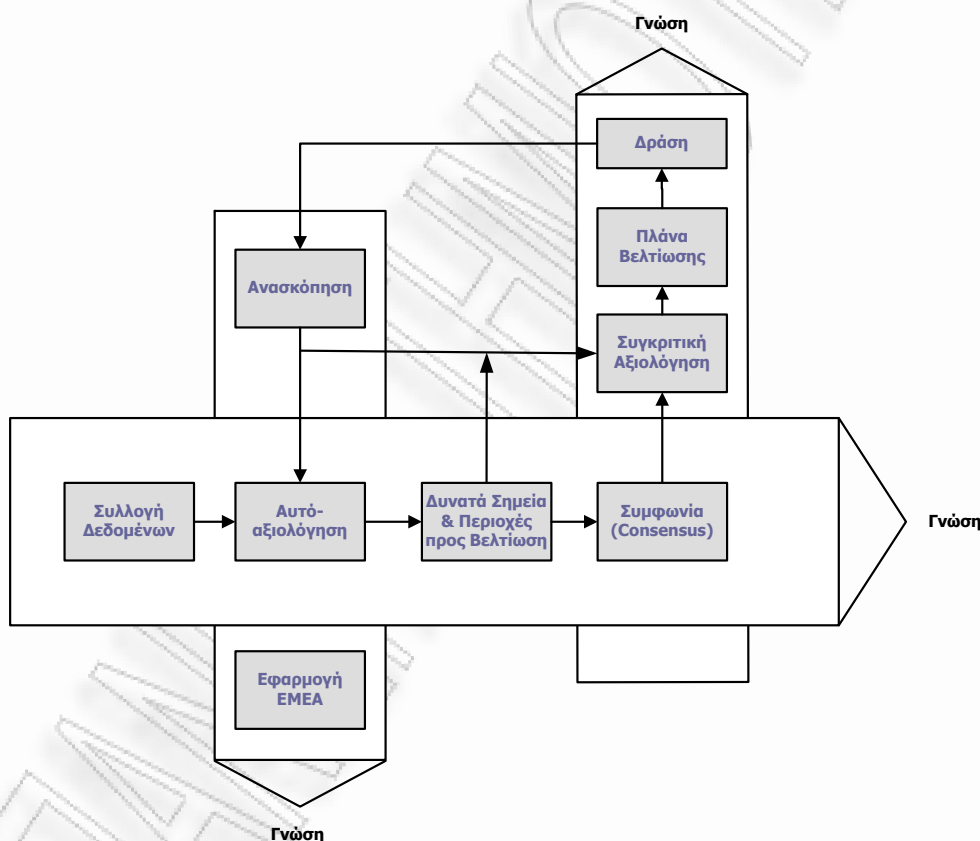 Γνώση
Δράση
Πλάνα
Βελτίωσης
Ανασκόπηση
Συγκριτική
Αξιολόγηση
Συλλογή
Δεδομένων
Αυτό-
αξιολόγηση
Δυνατά Σημεία
& Περιοχές
προς Βελτίωση
Συμφωνία
(Consensus)
Γνώση
Εφαρμογή
ΕΜΕΑ
Γνώση